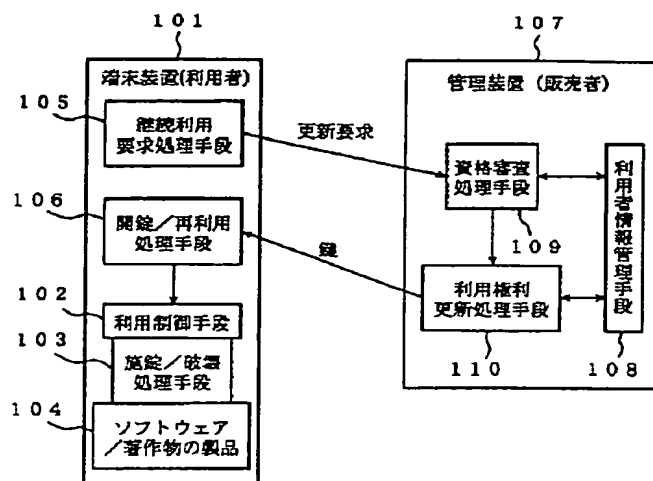 101
107
端末装置(利用者)
管理装置(販売者)
105
継続利用
要求処理手段
更新要求
資格審査
処理手段
利用者情報管理手段
106
109
開錠/再利用
処理手段
鍵
利用権利
更新処理手段
102
利用制御手段
103
施錠/破壊
処理手段
110
108
104
ソフトウェア
/著作物の製品